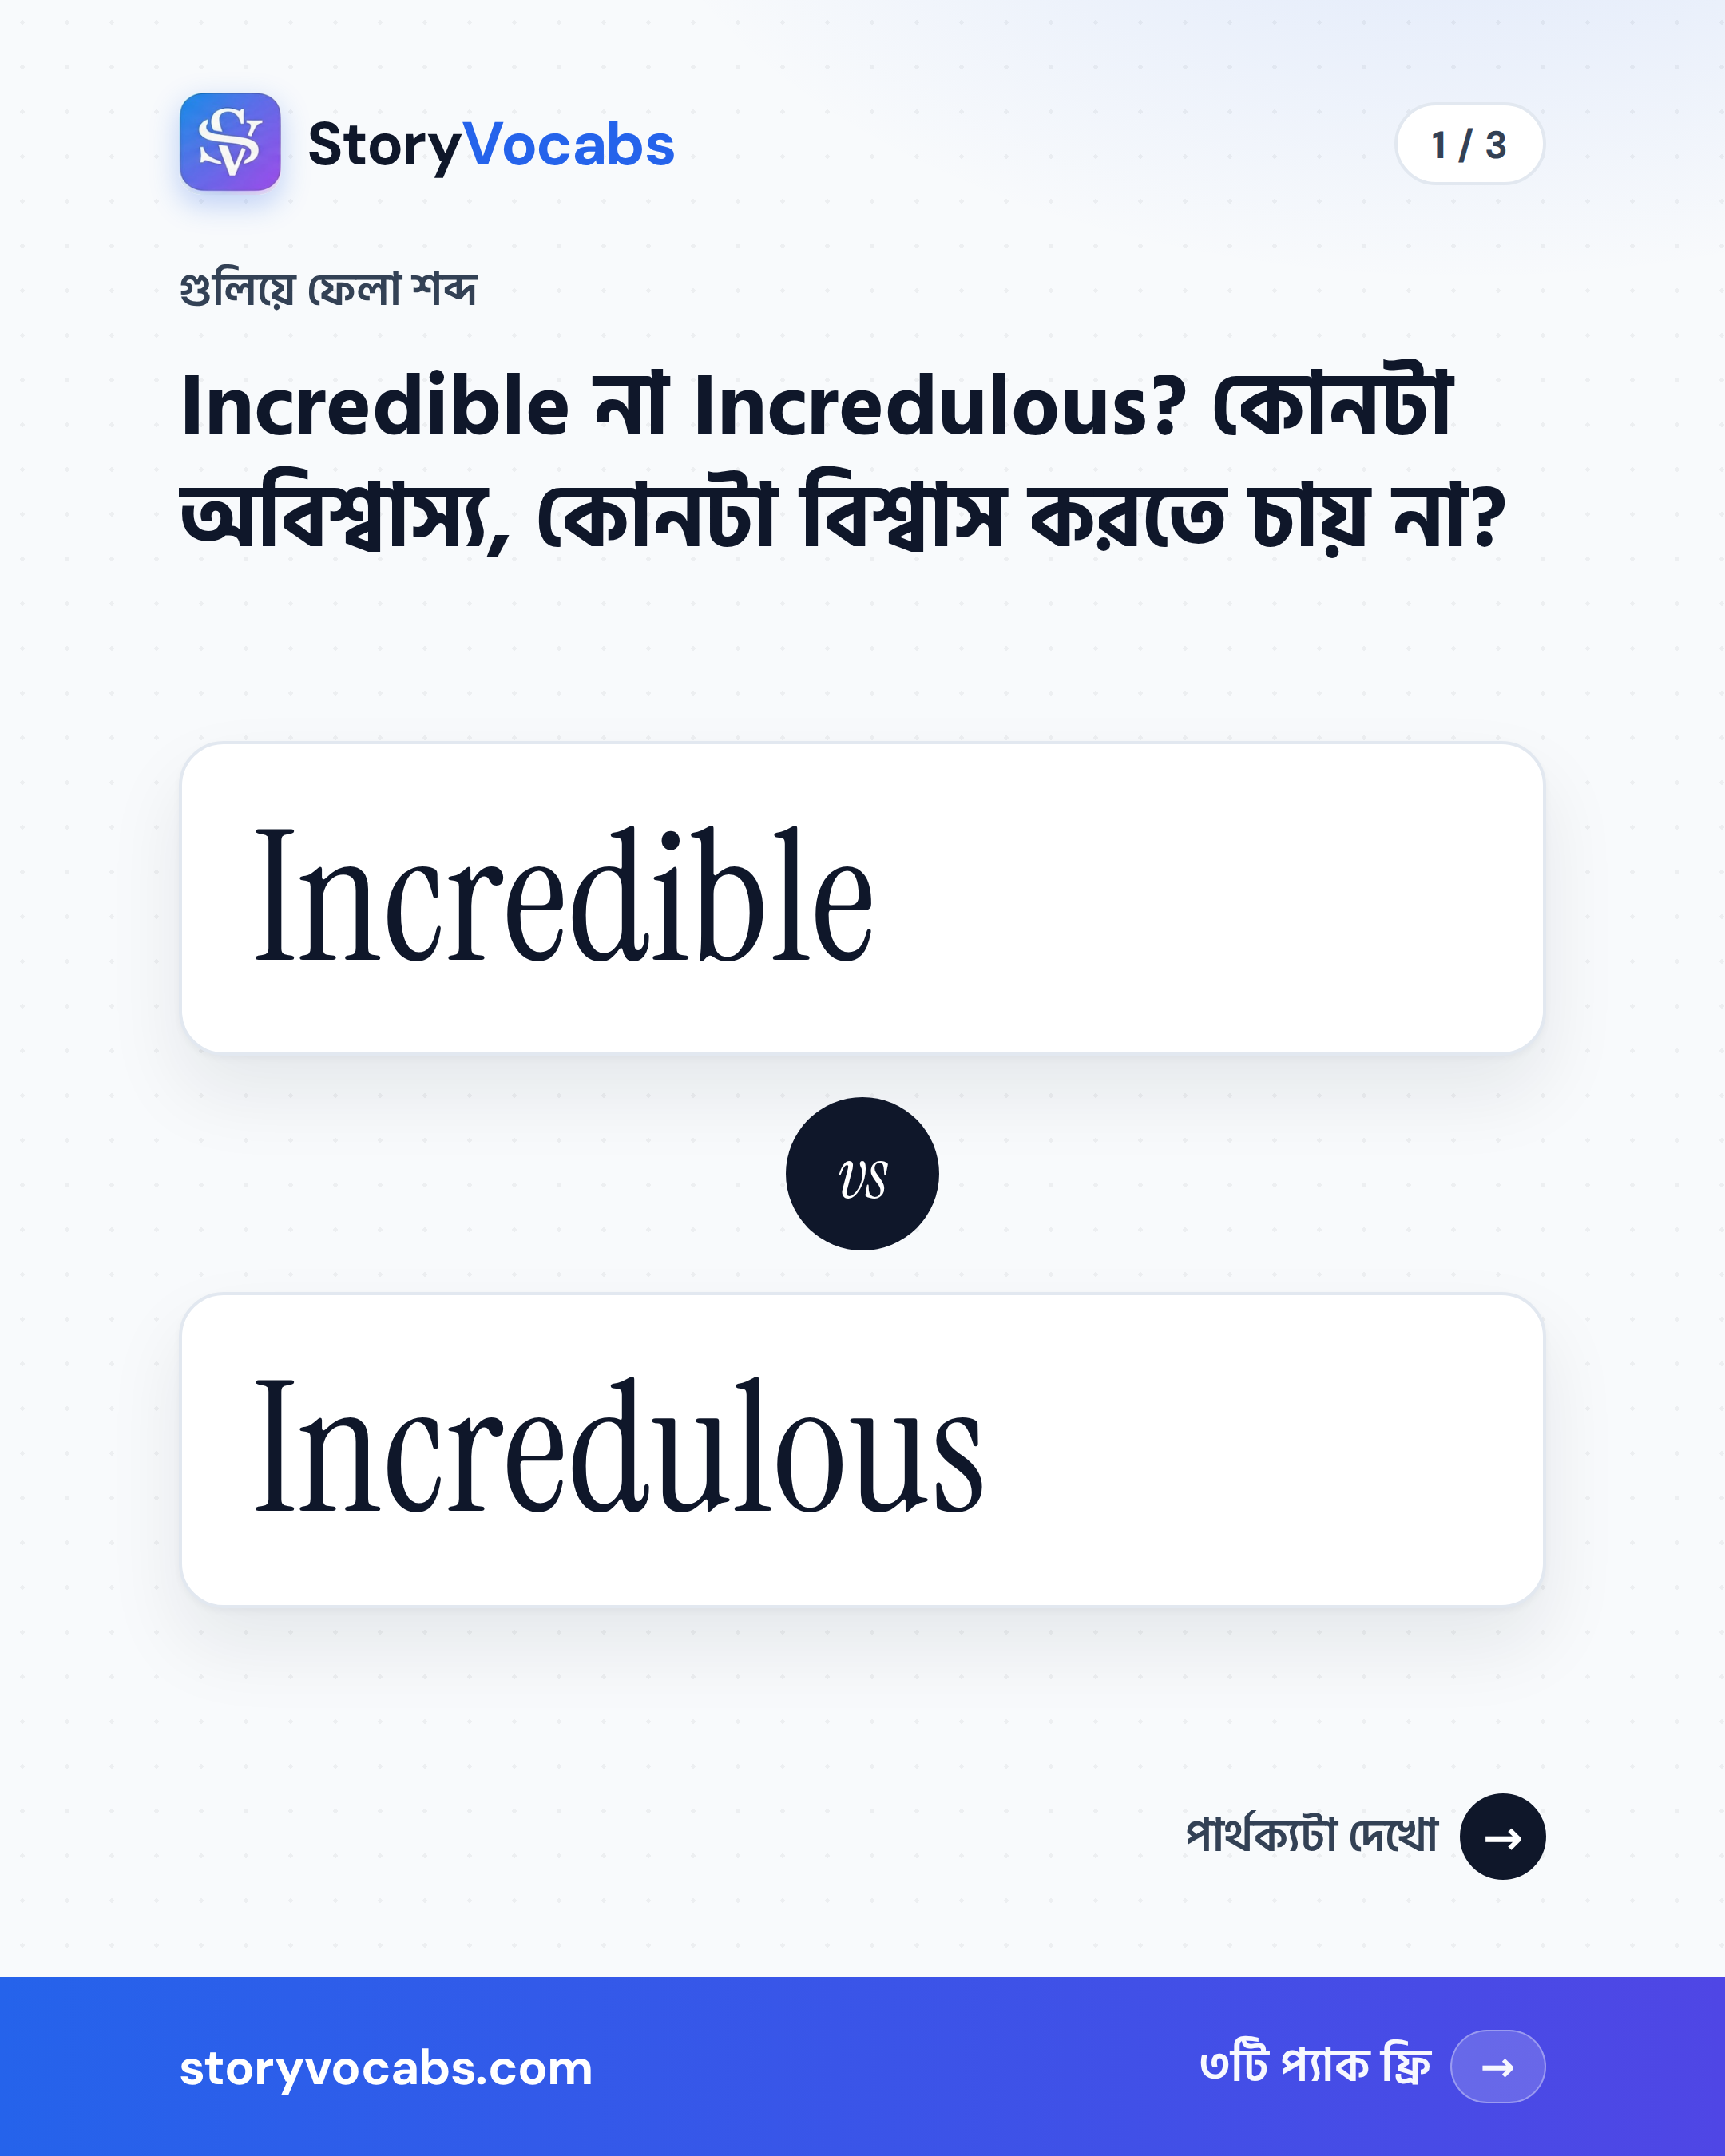 StoryVocabs
1 / 3
গুলিয়ে ফেলা শব্দ
Incredible না Incredulous? কোনটা
অবিশ্বাস্য, কোনটা বিশ্বাস করতে চায় না?
Incredible
vs
Incredulous
পার্থক্যটা দেখো →
storyvocabs.com
৩টি প্যাক ফ্রি →